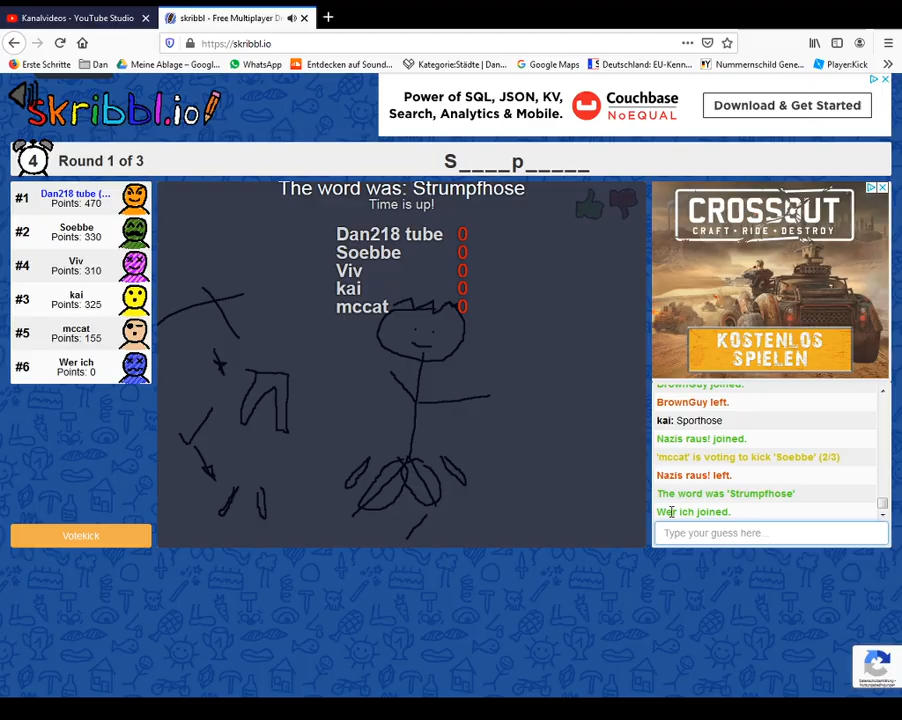 Kanalvideos - YouTube Studio
skribbl - Free Multiplayer Dr
https://skribbl.io
Erste Schritte
Dan
Meine Ablage – Googl...
WhatsApp
Entdecken auf Sound...
Kategorie:Städte | Dan...
Google Maps
Deutschland: EU-Kenn...
Nummernschild Gene...
Player:Kick
skribbl.io
Power of SQL, JSON, KV,
Search, Analytics & Mobile.
Couchbase
NoEQUAL
Download & Get Started
4
Round 1 of 3
S____p_____
#1
Dan218 tube (...
Points: 470
#2
Soebbe
Points: 330
#4
Viv
Points: 310
#3
kai
Points: 325
#5
mccat
Points: 155
#6
Wer ich
Points: 0
Votekick
The word was: Strumpfhose
Time is up!
Dan218 tube 0
Soebbe 0
Viv 0
kai 0
mccat 0
CROSSOUT
CRAFT • RIDE • DESTROY
KOSTENLOS
SPIELEN
BrownGuy joined.
BrownGuy left.
kai: Sporthose
Nazis raus! joined.
'mccat' is voting to kick 'Soebbe' (2/3)
Nazis raus! left.
The word was 'Strumpfhose'
Wer ich joined.
Type your guess here...